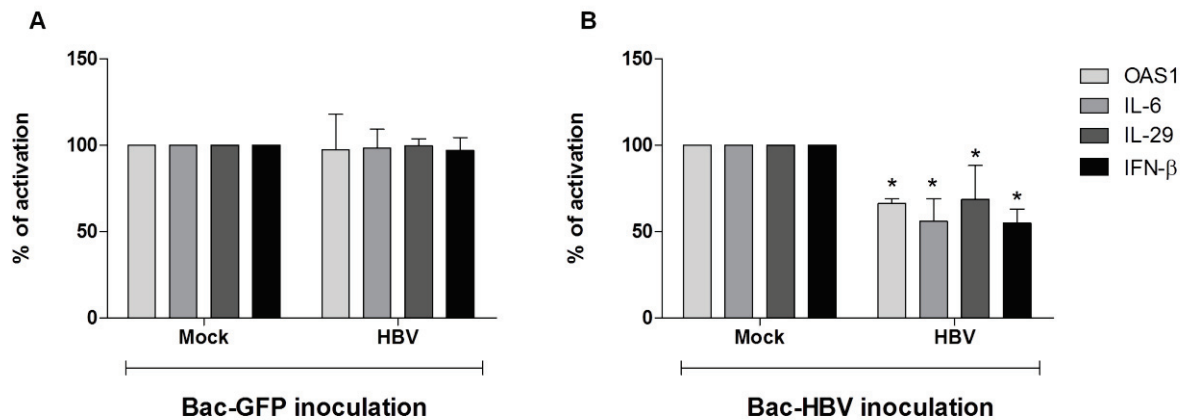 A
% of activation
150
100
50
0
Mock HBV
Bac-GFP inoculation
B
% of activation
150
100
50
0
* * * *
Mock HBV
Bac-HBV inoculation
OAS1
IL-6
IL-29
IFN-β